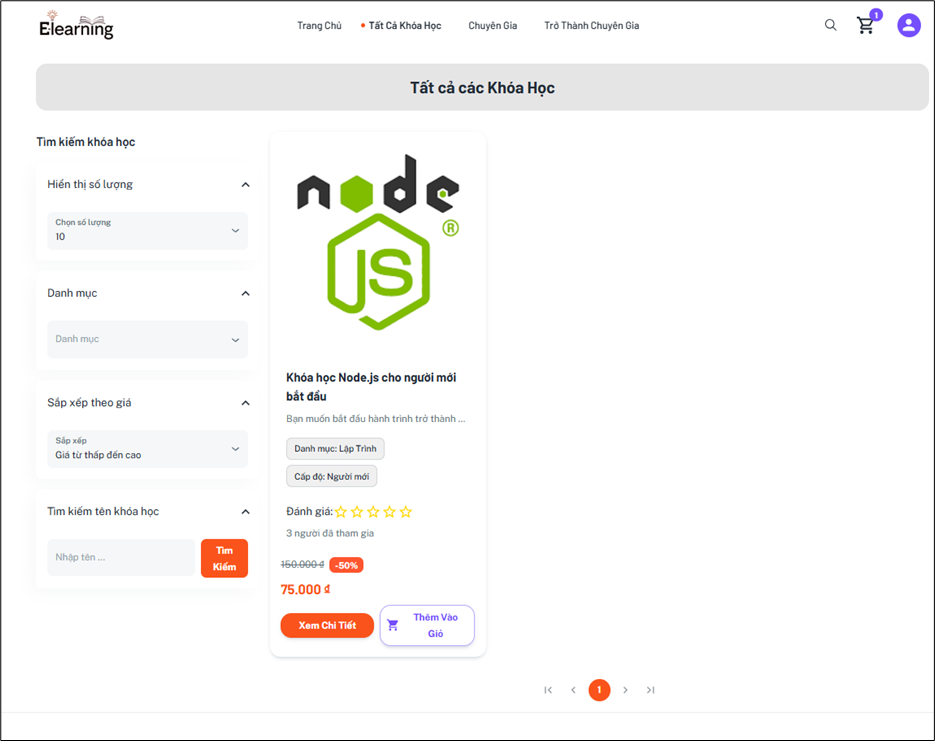 Elearning
Trang Chủ
Tất Cả Khóa Học
Chuyên Gia
Trở Thành Chuyên Gia
1
Tất cả các Khóa Học
Tìm kiếm khóa học
Hiển thị số lượng
Chọn số lượng
10
Danh mục
Danh mục
Sắp xếp theo giá
Sắp xếp
Giá từ thấp đến cao
Tìm kiếm tên khóa học
Nhập tên ...
Tìm
Kiếm
node
®
JS
Khóa học Node.js cho người mới
bắt đầu
Bạn muốn bắt đầu hành trình trở thành ...
Danh mục: Lập Trình
Cấp độ: Người mới
Đánh giá:
3 người đã tham gia
150.000 ₫ -50%
75.000 ₫
Xem Chi Tiết
Thêm Vào
Giỏ
1